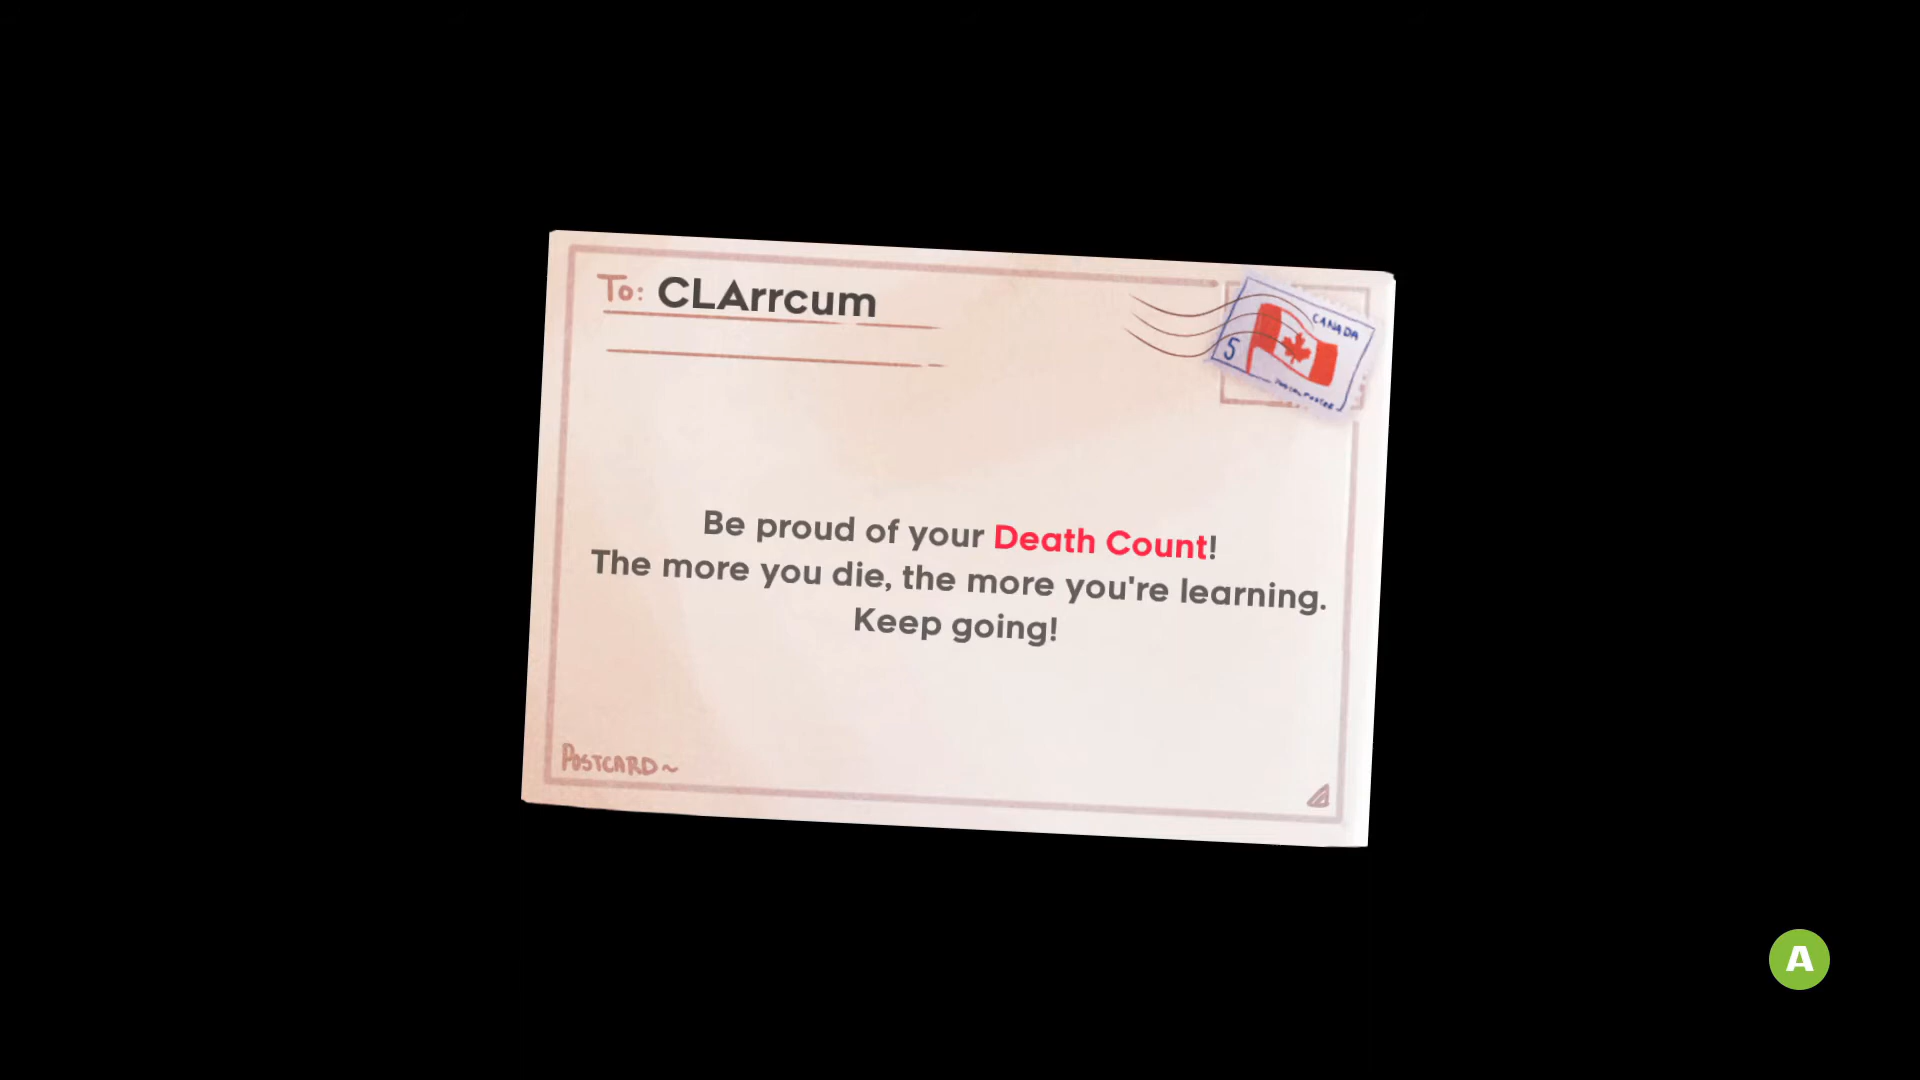 To: CLArrcum
CANADA
5
Be proud of your Death Count!
The more you die, the more you're learning.
Keep going!
POSTCARD~
A